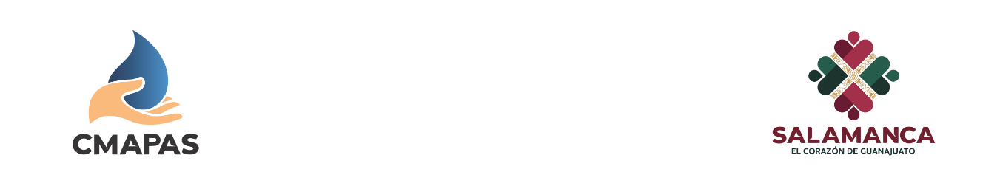 CMAPAS
SALAMANCA
EL CORAZÓN DE GUANAJUATO